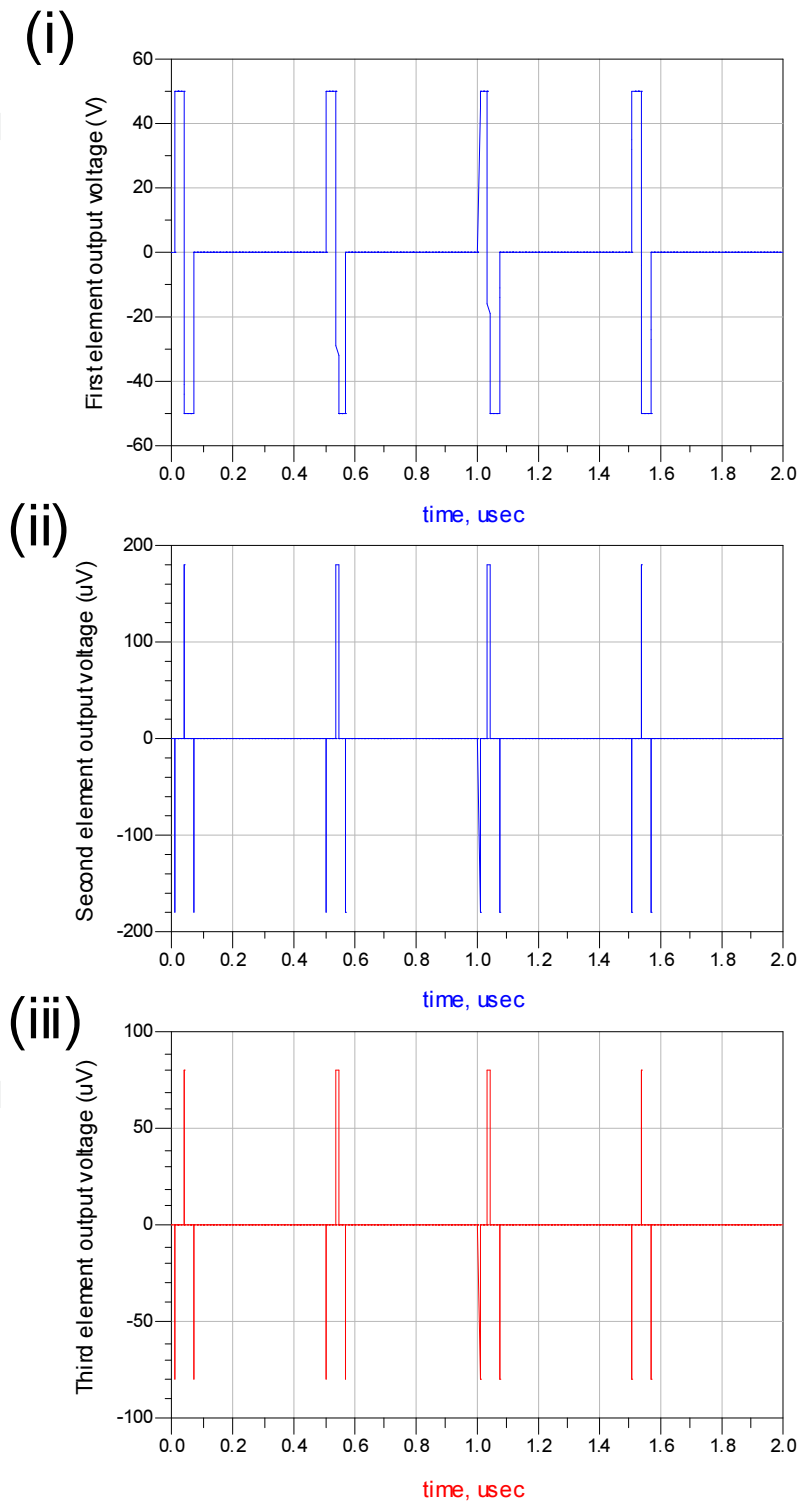 (i)
First element output voltage (V)
60
40
20
0
-20
-40
-60
0.0 0.2 0.4 0.6 0.8 1.0 1.2 1.4 1.6 1.8 2.0
time, usec
(ii)
Second element output voltage (uV)
200
100
0
-100
-200
0.0 0.2 0.4 0.6 0.8 1.0 1.2 1.4 1.6 1.8 2.0
time, usec
(iii)
Third element output voltage (uV)
100
50
0
-50
-100
0.0 0.2 0.4 0.6 0.8 1.0 1.2 1.4 1.6 1.8 2.0
time, usec